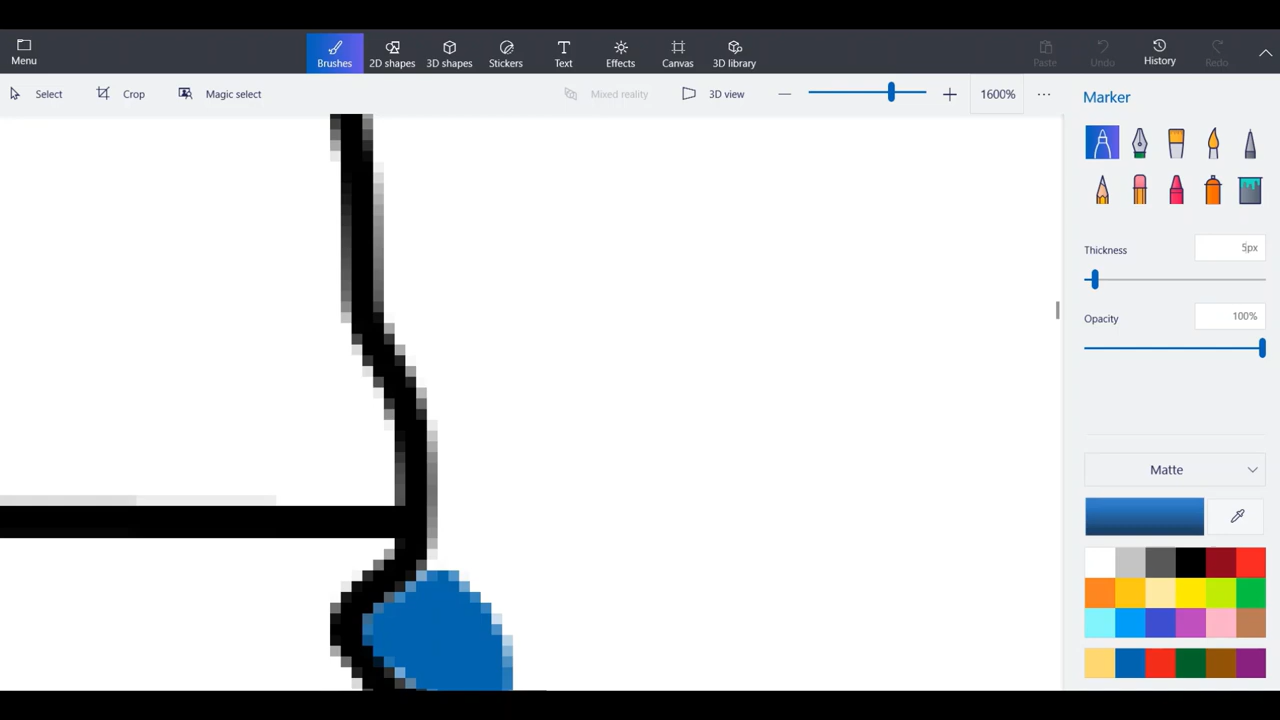 Menu
Brushes
2D shapes
3D shapes
Stickers
Text
Effects
Canvas
3D library
Paste
Undo
History
Redo
Select
Crop
Magic select
Mixed reality
3D view
1600%
Marker
Thickness
5px
Opacity
100%
Matte